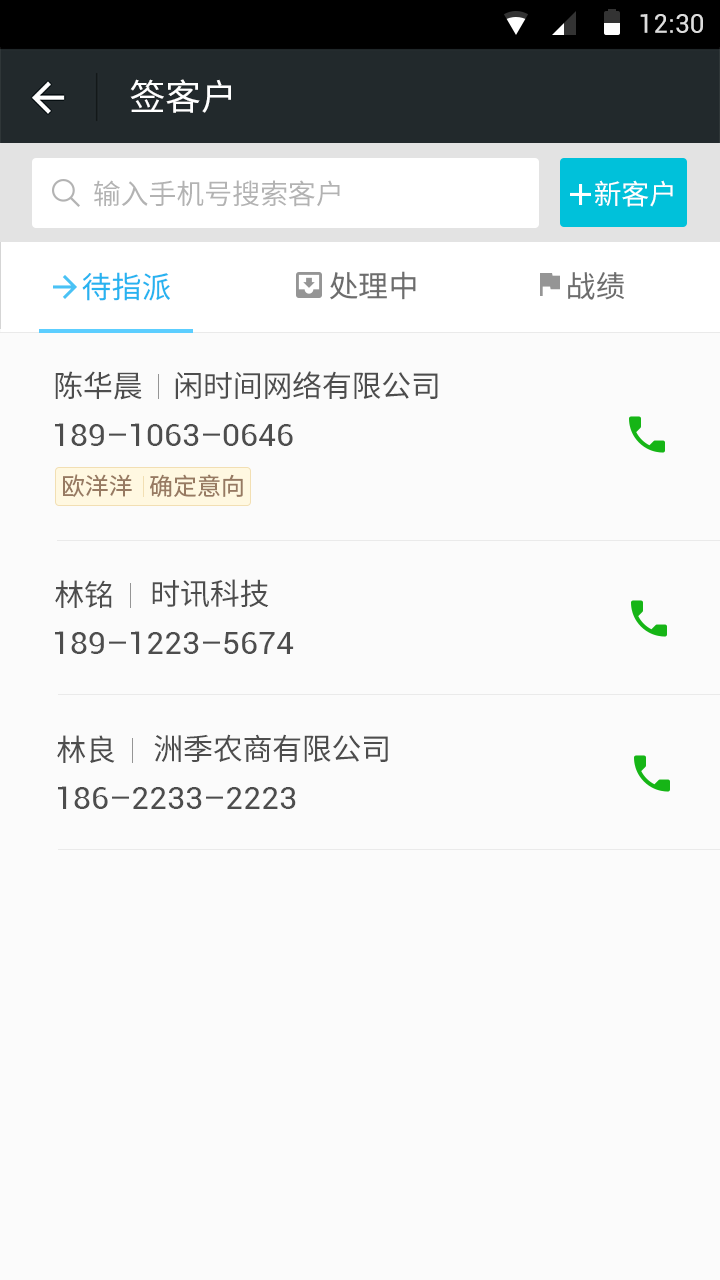 12:30
签客户
输入手机号搜索客户
+新客户
待指派
处理中
战绩
陈华晨 | 闲时间网络有限公司
189-1063-0646
欧洋洋 | 确定意向
林铭 | 时讯科技
189-1223-5674
林良 | 洲季农商有限公司
186-2233-2223